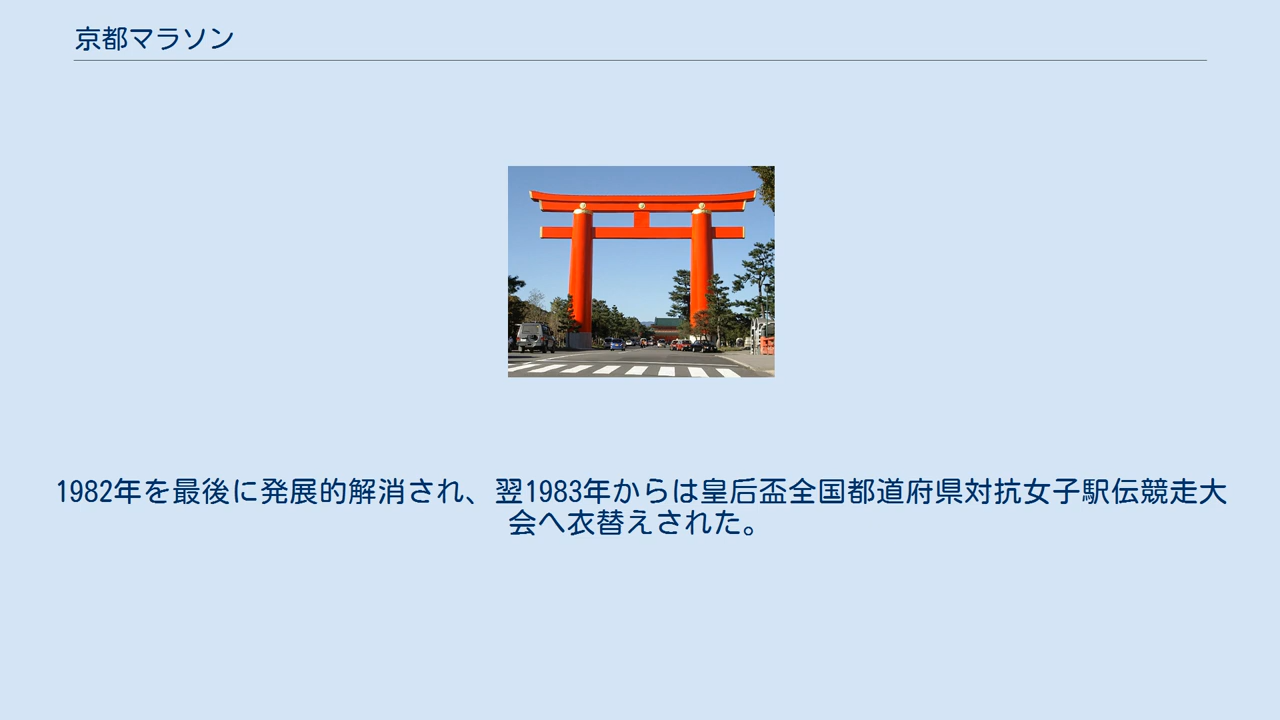 京都マラソン
1982年を最後に発展的解消され、翌1983年からは皇后盃全国都道府県対抗女子駅伝競走大
会へ衣替えされた。